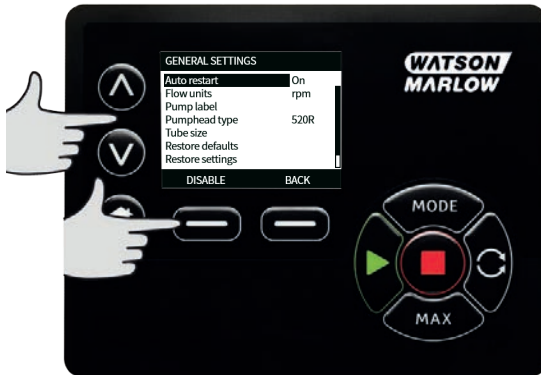 GENERAL SETTINGS
Auto restart On
Flow units rpm
Pump label
Pumphead type 520R
Tube size
Restore defaults
Restore settings
DISABLE BACK
WATSON
MARLOW
MODE
MAX